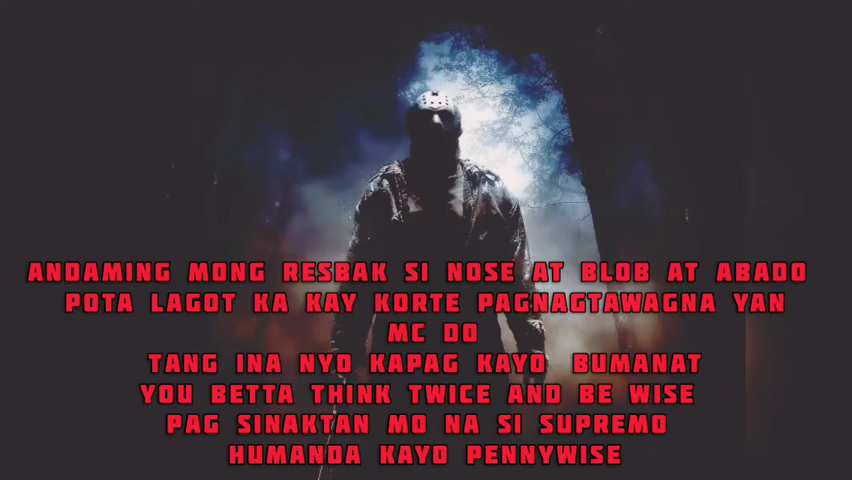 ANDAMING MONG RESBAK SI NOSE AT BLOB AT ABADO
POTA LAGOT KA KAY KORTE PAGNAGTAWAGNA YAN
MC DO
TANG INA NYO KAPAG KAYO BUMANAT
YOU BETTA THINK TWICE AND BE WISE
PAG SINAKTAN MO NA SI SUPREMO
HUMANDA KAYO PENNYWISE